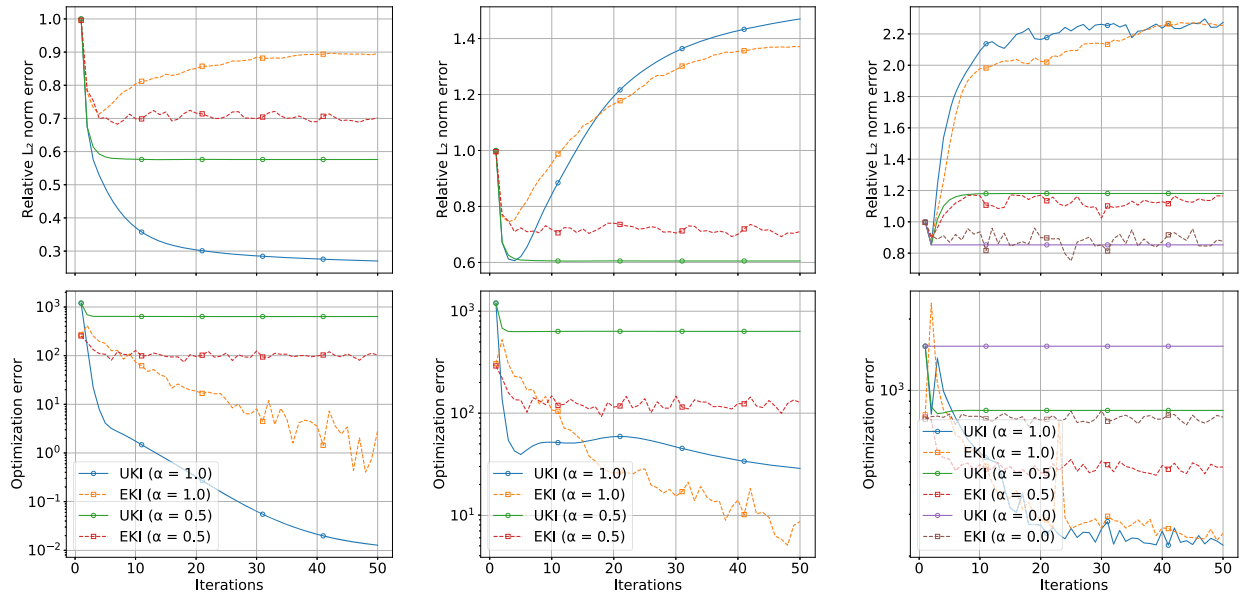 Relative L₂ norm error
1.0
0.9
0.8
0.7
0.6
0.5
0.4
0.3
Relative L₂ norm error
1.4
1.2
1.0
0.8
0.6
Relative L₂ norm error
2.2
2.0
1.8
1.6
1.4
1.2
1.0
0.8
Optimization error
10³
10²
10¹
10⁰
10⁻¹
10⁻²
UKI (α = 1.0)
EKI (α = 1.0)
UKI (α = 0.5)
EKI (α = 0.5)
0 10 20 30 40 50
Iterations
Optimization error
10³
10²
10¹
UKI (α = 1.0)
EKI (α = 1.0)
UKI (α = 0.5)
EKI (α = 0.5)
0 10 20 30 40 50
Iterations
Optimization error
10³
UKI (α = 1.0)
EKI (α = 1.0)
UKI (α = 0.5)
EKI (α = 0.5)
UKI (α = 0.0)
EKI (α = 0.0)
0 10 20 30 40 50
Iterations